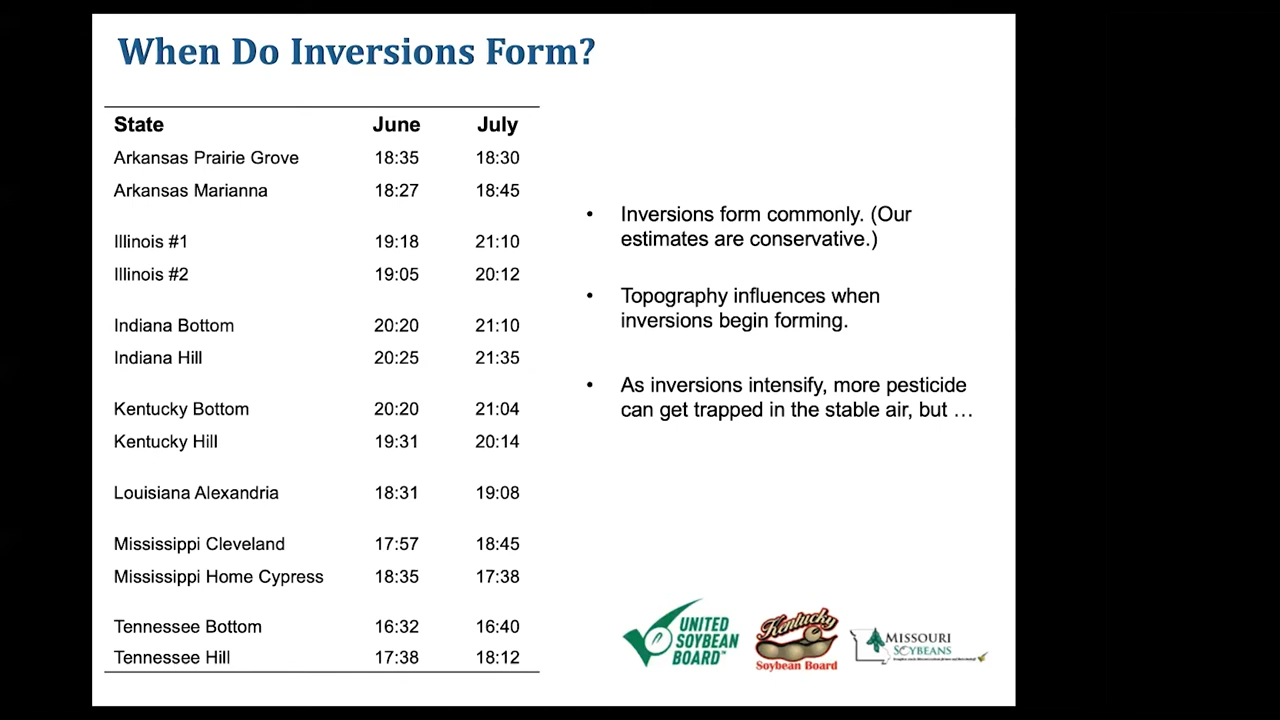 When Do Inversions Form?
State June July
Arkansas Prairie Grove 18:35 18:30
Arkansas Marianna 18:27 18:45
Illinois #1 19:18 21:10
Illinois #2 19:05 20:12
Indiana Bottom 20:20 21:10
Indiana Hill 20:25 21:35
Kentucky Bottom 20:20 21:04
Kentucky Hill 19:31 20:14
Louisiana Alexandria 18:31 19:08
Mississippi Cleveland 17:57 18:45
Mississippi Home Cypress 18:35 17:38
Tennessee Bottom 16:32 16:40
Tennessee Hill 17:38 18:12
• Inversions form commonly. (Our
estimates are conservative.)
• Topography influences when
inversions begin forming.
• As inversions intensify, more pesticide
can get trapped in the stable air, but …
UNITED
SOYBEAN
BOARD™
Kentucky
Soybean Board
MISSOURI
SOYBEANS